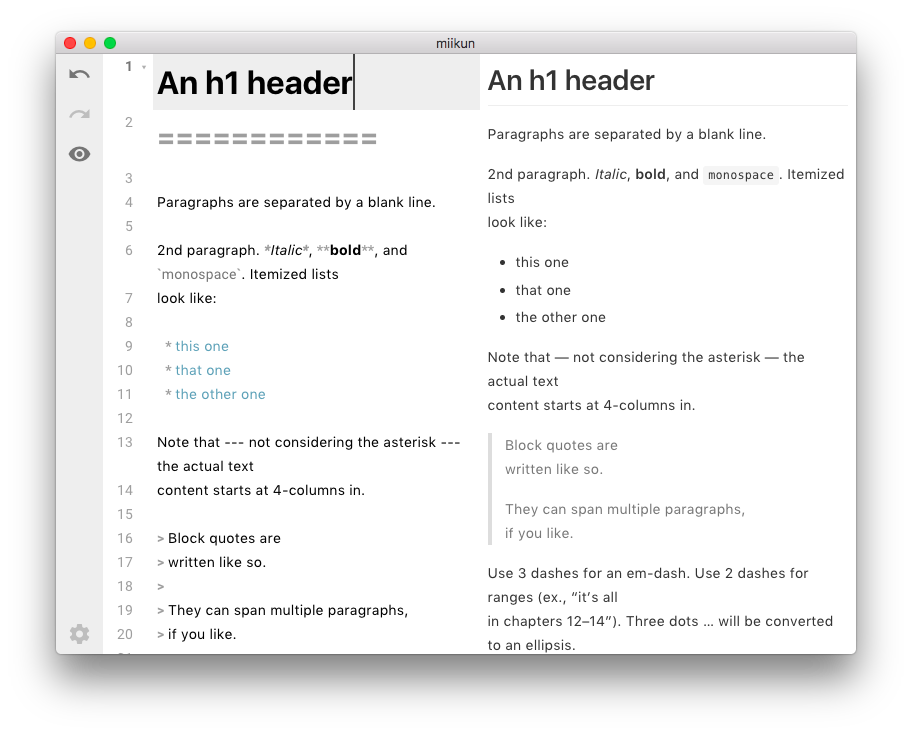 miikun
1 An h1 header
2 ============
3
4 Paragraphs are separated by a blank line.
5
6 2nd paragraph. *Italic*, **bold**, and
`monospace`. Itemized lists
7 look like:
8
9 * this one
10 * that one
11 * the other one
12
13 Note that --- not considering the asterisk ---
the actual text
14 content starts at 4-columns in.
15
16 > Block quotes are
17 > written like so.
18 >
19 > They can span multiple paragraphs,
20 > if you like.
An h1 header
Paragraphs are separated by a blank line.
2nd paragraph. Italic, bold, and monospace. Itemized
lists
look like:
• this one
• that one
• the other one
Note that — not considering the asterisk — the
actual text
content starts at 4-columns in.
Block quotes are
written like so.
They can span multiple paragraphs,
if you like.
Use 3 dashes for an em-dash. Use 2 dashes for
ranges (ex., “it’s all
in chapters 12–14”). Three dots … will be converted
to an ellipsis.